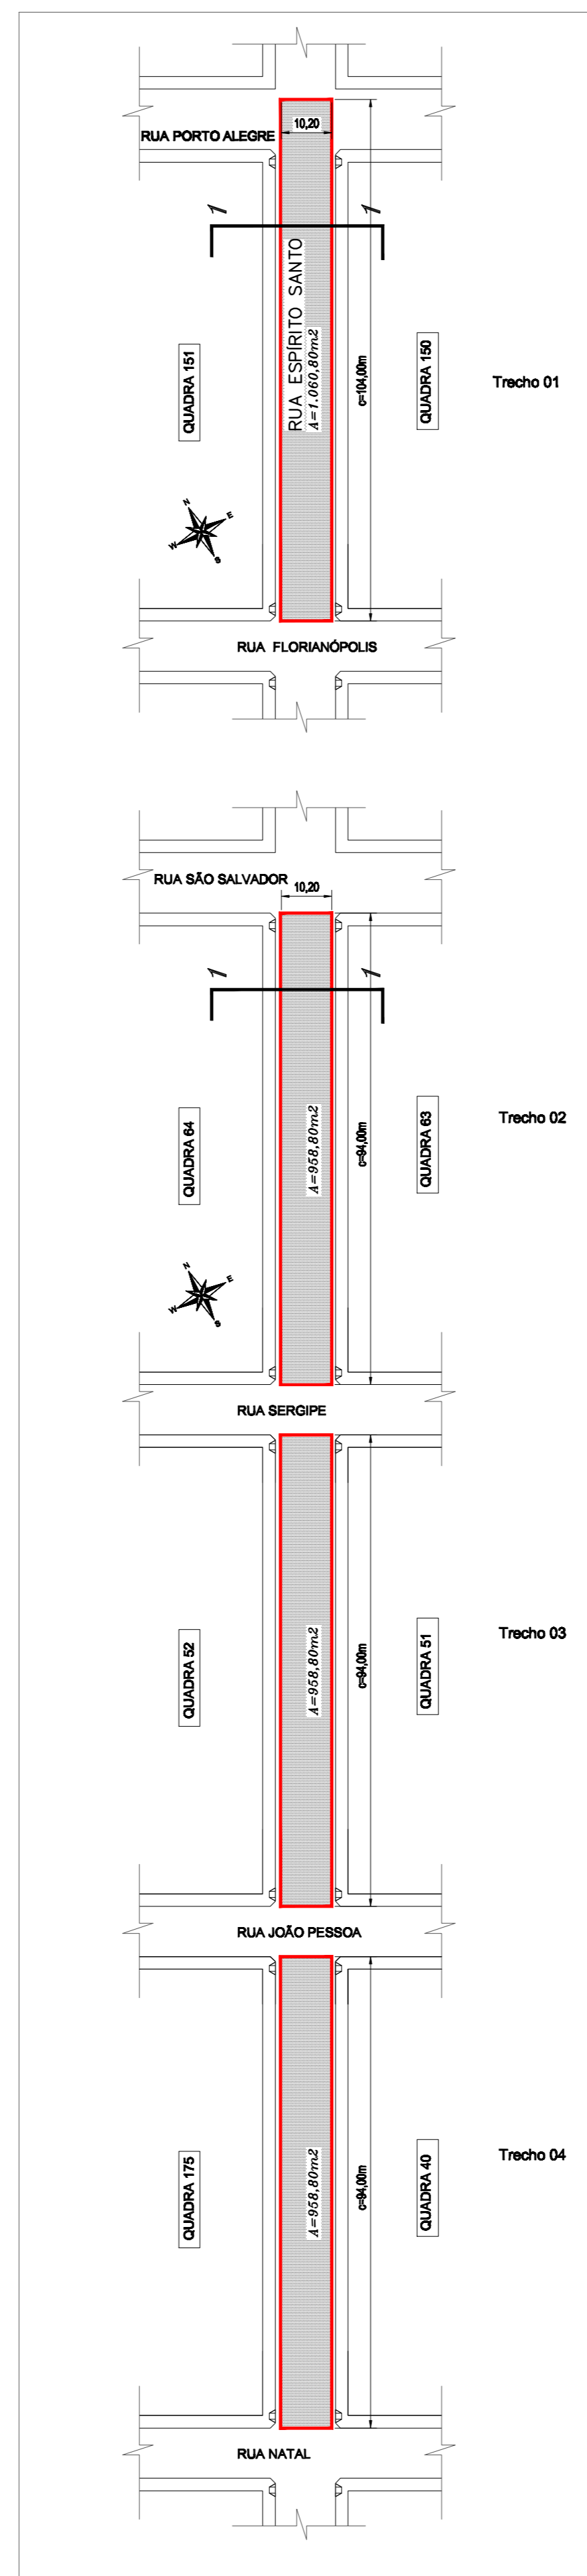 RUA PORTO ALEGRE
10,20
1
1
RUA ESPÍRITO SANTO
A=1.060,80m2
c=104,00m
QUADRA 151
QUADRA 150
Trecho 01
N
E
W
S
RUA FLORIANÓPOLIS
RUA SÃO SALVADOR
10,20
1
1
QUADRA 64
A=958,80m2
c=94,00m
QUADRA 63
Trecho 02
N
E
W
S
RUA SERGIPE
QUADRA 52
A=958,80m2
c=94,00m
QUADRA 51
Trecho 03
RUA JOÃO PESSOA
QUADRA 175
A=958,80m2
c=94,00m
QUADRA 40
Trecho 04
RUA NATAL